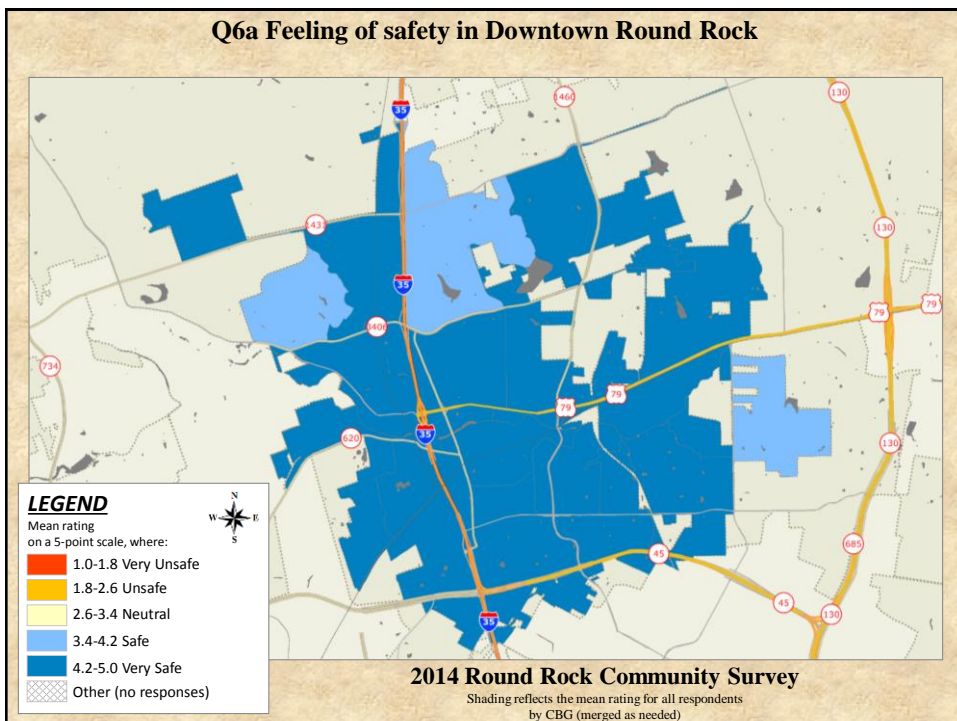 Q6a Feeling of safety in Downtown Round Rock
35
1460
130
1431
130
35
79
79
3406
734
79
79
35
620
130
45
685
45
130
35
LEGEND
N
W E
S
Mean rating
on a 5-point scale, where:
1.0-1.8 Very Unsafe
1.8-2.6 Unsafe
2.6-3.4 Neutral
3.4-4.2 Safe
4.2-5.0 Very Safe
Other (no responses)
2014 Round Rock Community Survey
Shading reflects the mean rating for all respondents
by CBG (merged as needed)